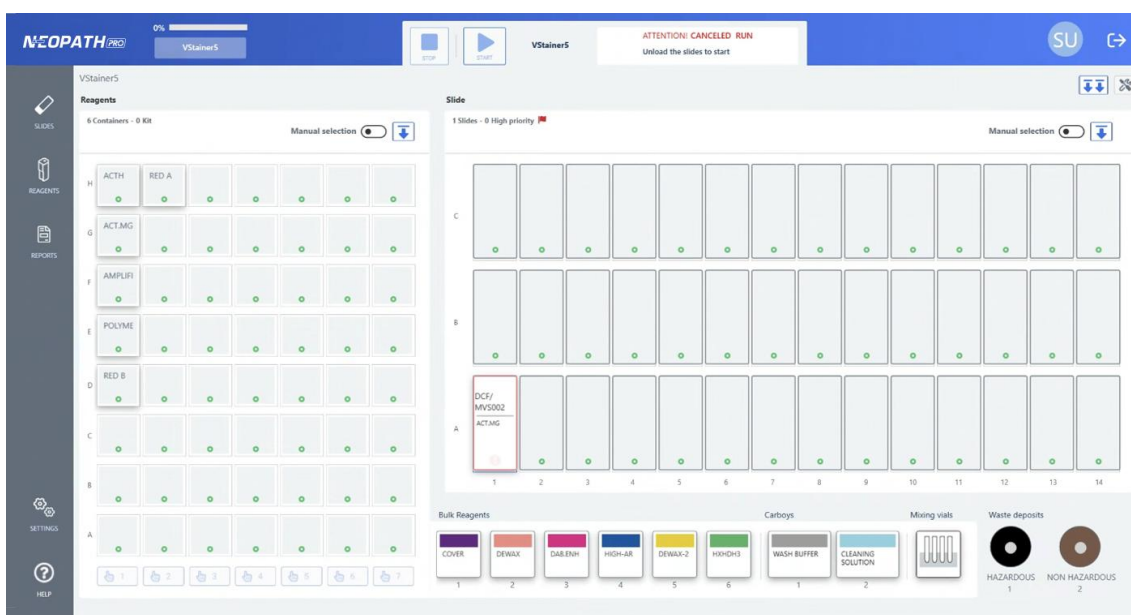 NEOPATH PRO
0%
VStainer5
STOP
START
VStainer5
ATTENTION! CANCELED RUN
Unload the slides to start
SU
SLIDES
REAGENTS
REPORTS
SETTINGS
HELP
VStainer5
Reagents
6 Containers - 0 Kit
Manual selection
H
ACTH
RED A
G
ACT.MG
F
AMPLIFI
E
POLYME
D
RED B
C
B
A
1 2 3 4 5 6 7
Slide
1 Slides - 0 High priority
Manual selection
C
B
A
DCF/
MVS002
ACT.MG
1 2 3 4 5 6 7 8 9 10 11 12 13 14
Bulk Reagents
COVER
DEWAX
DAB.ENH
HIGH-AR
DEWAX-2
HXHDH3
1 2 3 4 5 6
Carboys
WASH BUFFER
CLEANING
SOLUTION
1 2
Mixing vials
Waste deposits
HAZARDOUS
1
NON HAZARDOUS
2